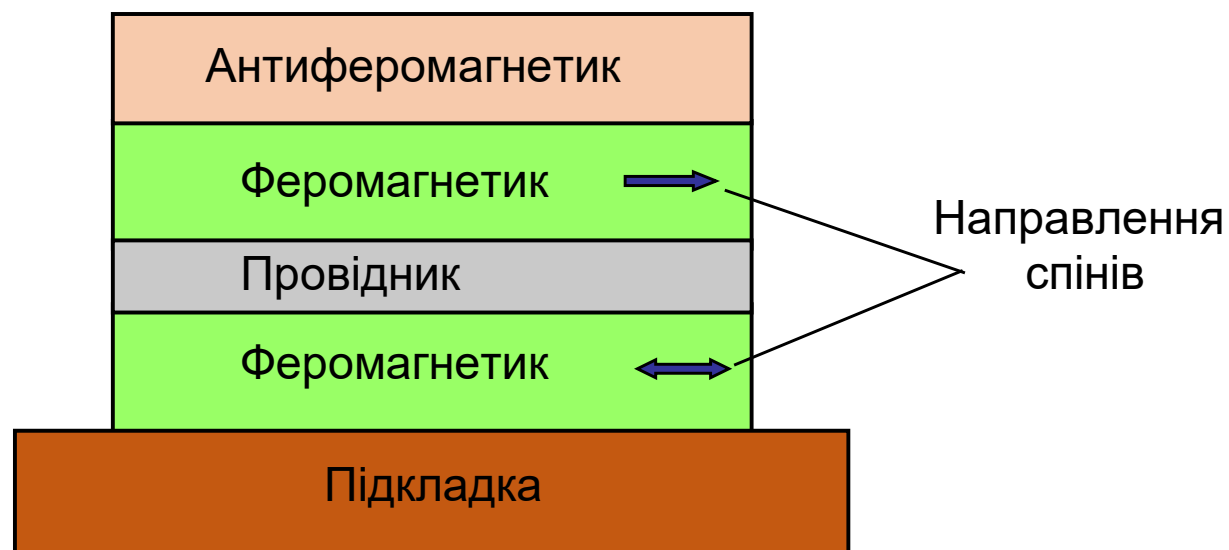 Антиферомагнетик
Феромагнетик
Провідник
Феромагнетик
Підкладка
Направлення
спінів